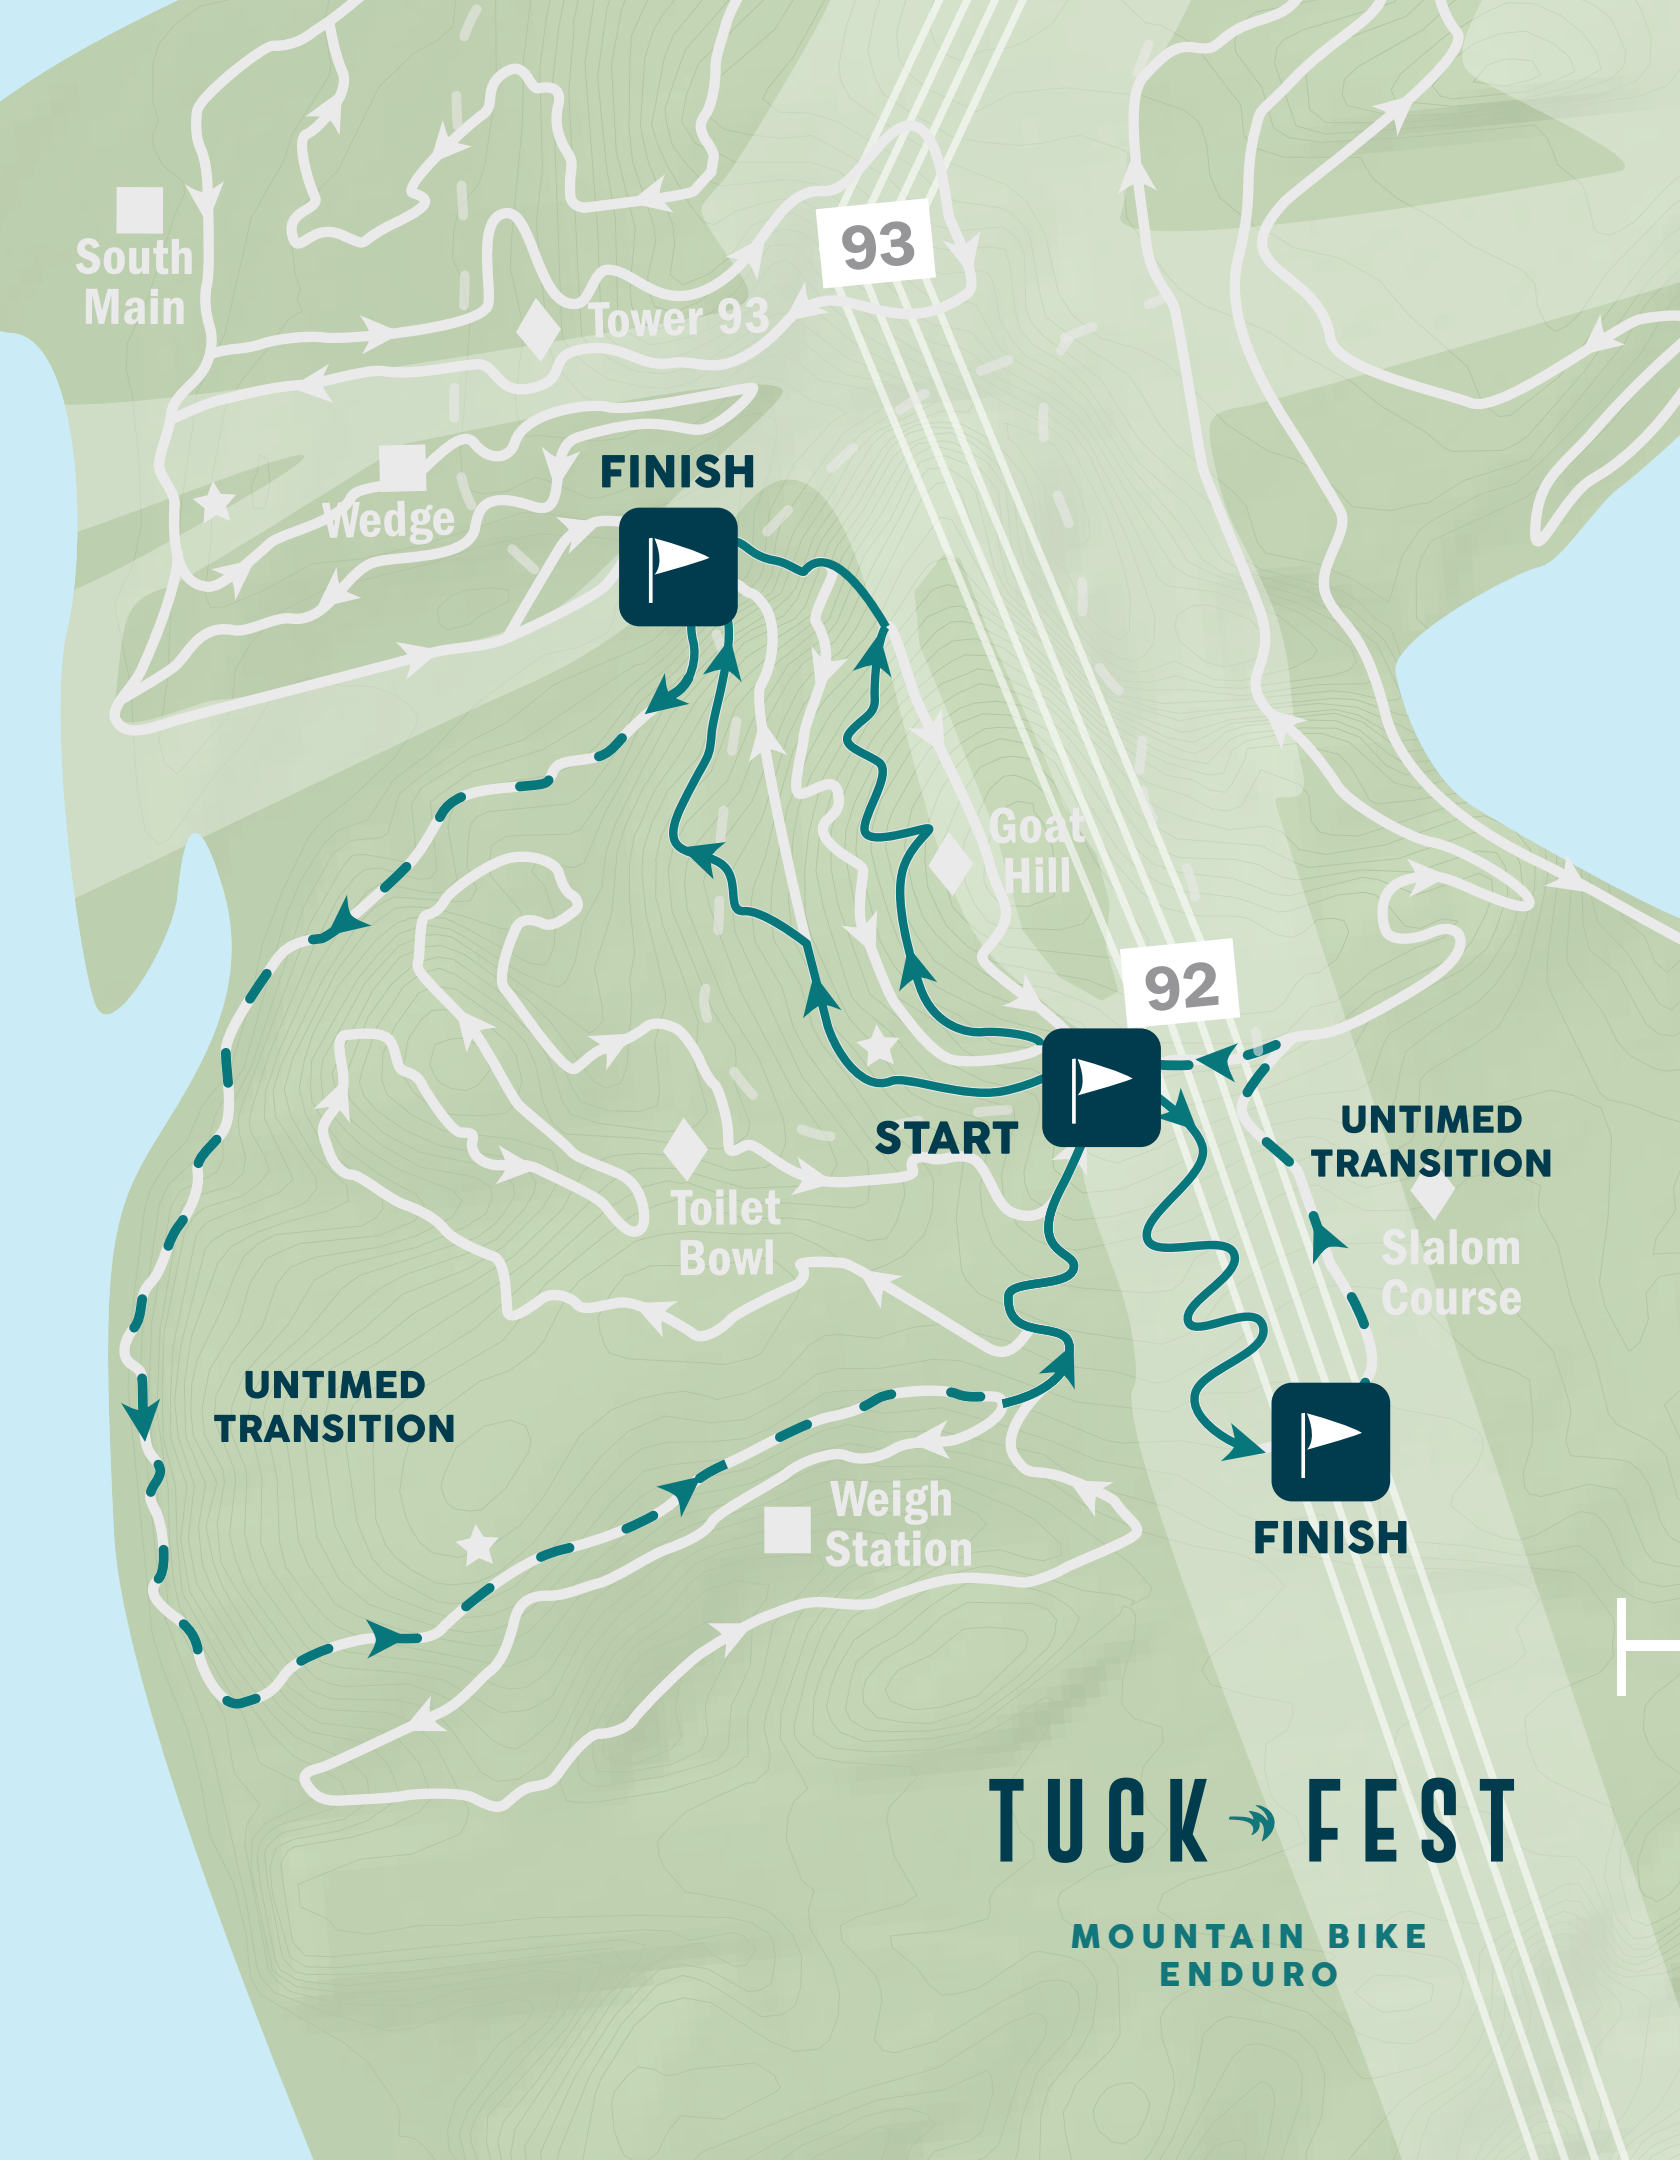 93
South
Main
Tower 93
FINISH
Wedge
Goat
Hill
92
START
UNTIMED
TRANSITION
Toilet
Bowl
Slalom
Course
UNTIMED
TRANSITION
Weigh
Station
FINISH
TUCK FEST
MOUNTAIN BIKE
ENDURO